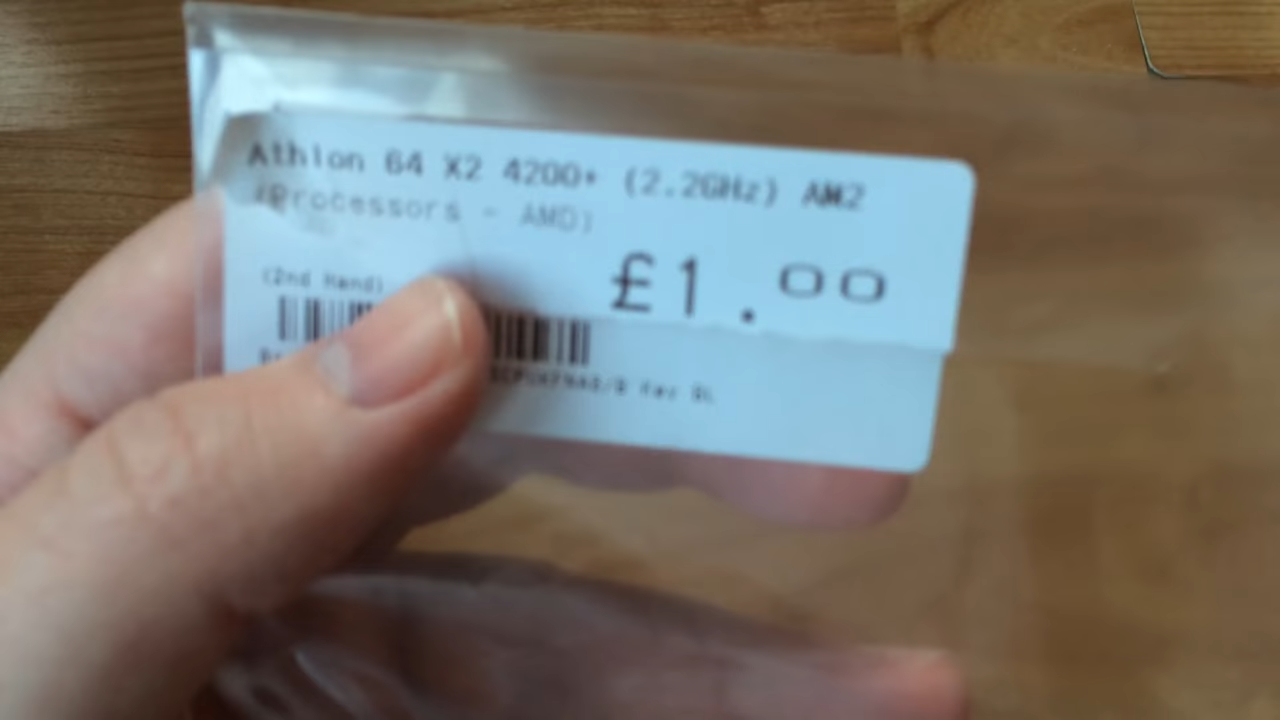 Athlon 64 X2 4200+ (2.2GHz) AM2
(Processors - AMD)
£1.00
(2nd Hand)